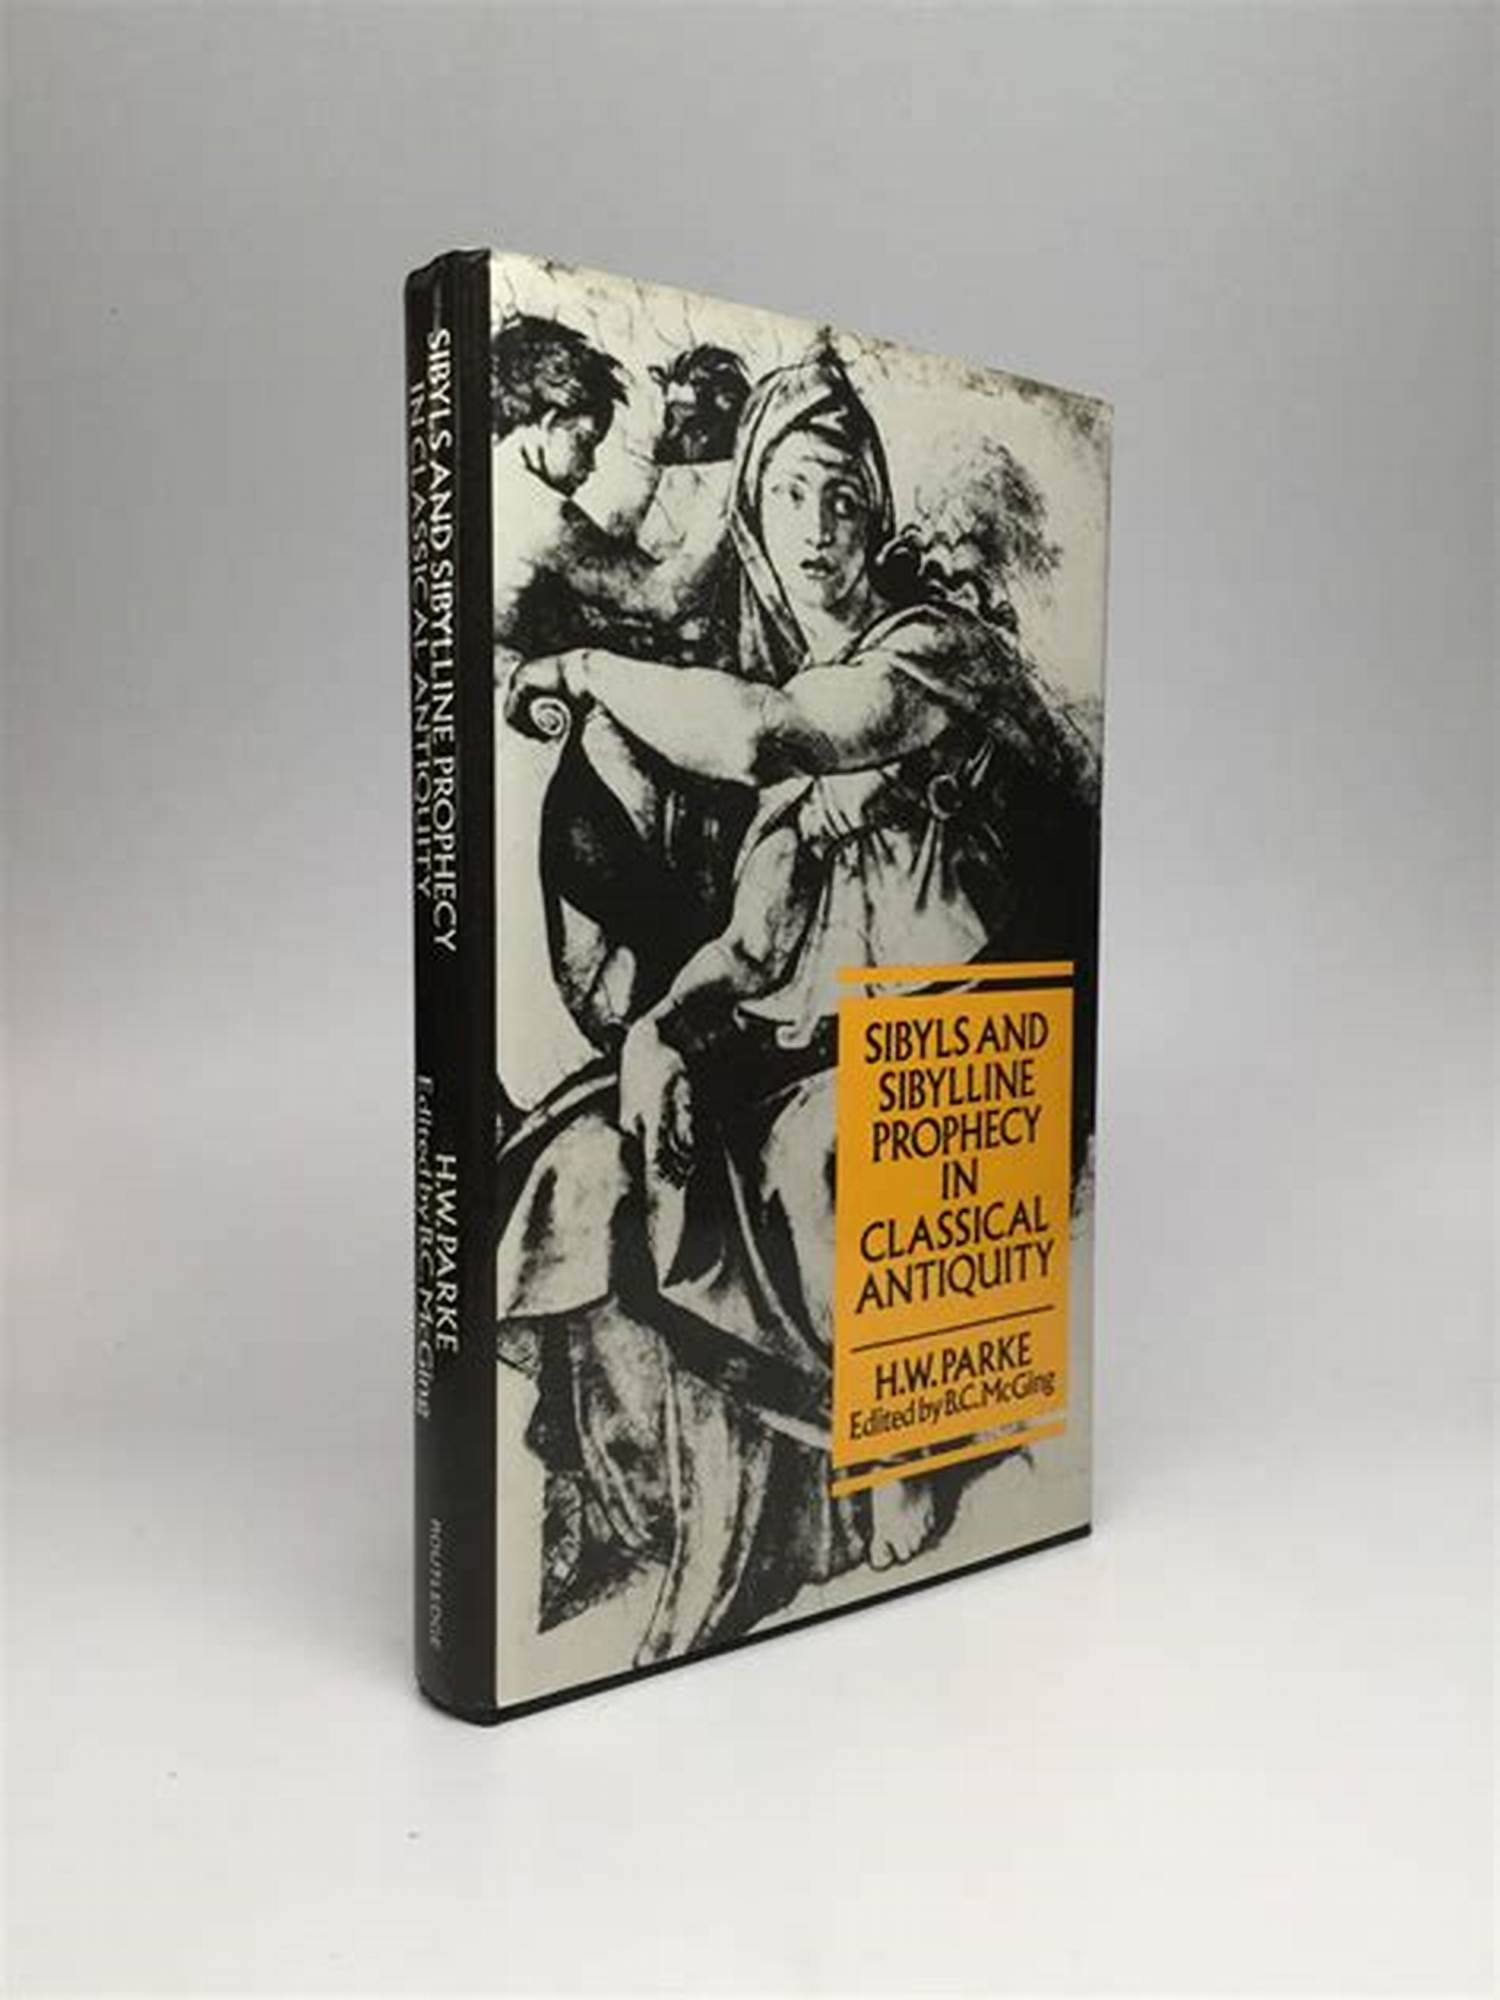 SIBYLS AND SIBYLLINE PROPHECY
IN CLASSICAL ANTIQUITY
H.W. PARKE
Edited by B.C. McGing
ROUTLEDGE
SIBYLS AND
SIBYLLINE
PROPHECY
IN
CLASSICAL
ANTIQUITY
H.W. PARKE
Edited by B.C. McGing